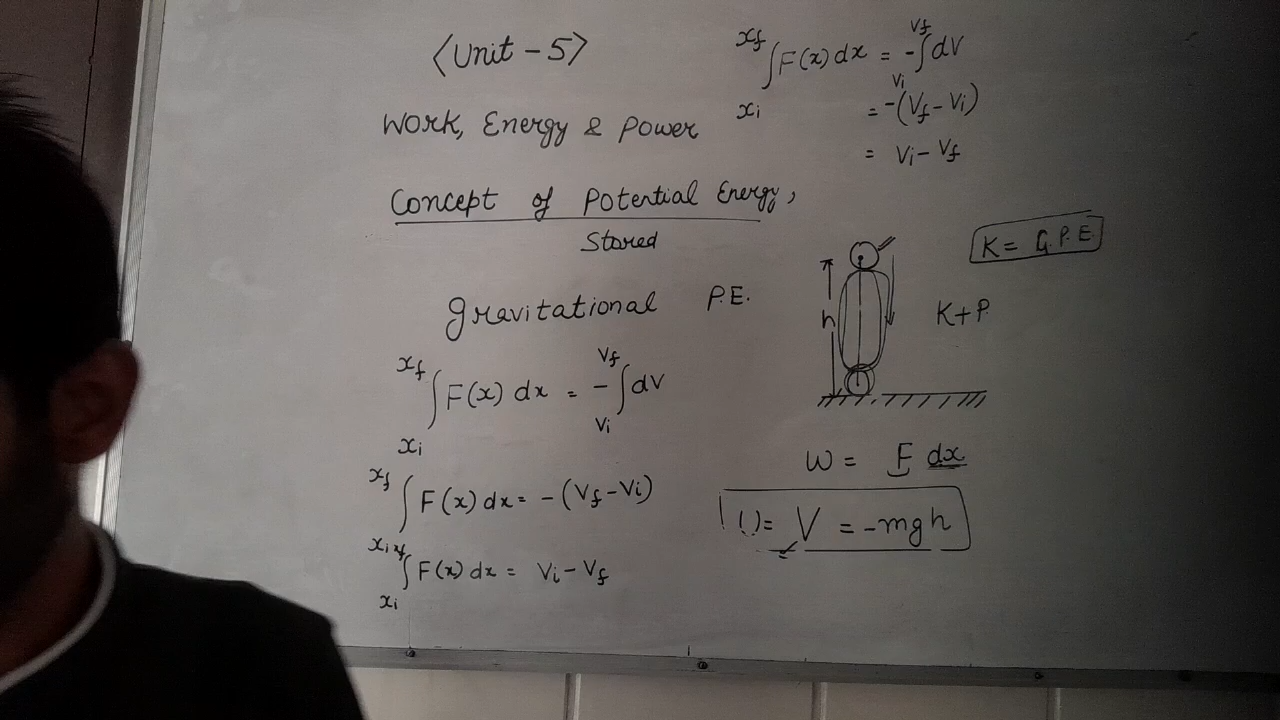 <Unit - 5>
Work, Energy & Power
Concept of Potential Energy,
Stored
gravitational P.E.
xf ∫ F(x) dx = - ∫ dV Vf
xi Vi
xf ∫ F(x) dx = - (Vf - Vi)
xi
xf ∫ F(x) dx = Vi - Vf
xi
xf ∫ F(x) dx = - ∫ dV Vf
xi Vi
= -(Vf - Vi)
= Vi - Vf
K = G.P.E.
h
K+P.
W = F dx
U = V = -mgh